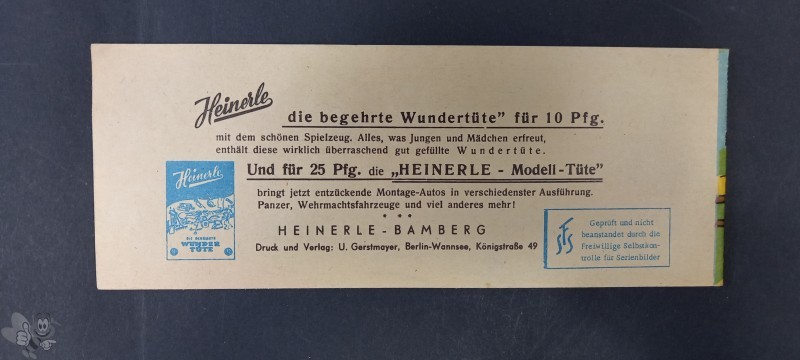 Heinerle
die begehrte Wundertüte” für 10 Pfg.
mit dem schönen Spielzeug. Alles, was Jungen und Mädchen erfreut,
enthält diese wirklich überraschend gut gefüllte Wundertüte.
Und für 25 Pfg. die „HEINERLE - Modell-Tüte”
bringt jetzt entzückende Montage-Autos in verschiedenster Ausführung.
Panzer, Wehrmachtsfahrzeuge und viel anderes mehr!
HEINERLE-BAMBERG
Druck und Verlag: U. Gerstmayer, Berlin-Wannsee, Königstraße 49
Heinerle
DIE BEGEHRTE
WUNDER
TÜTE
Geprüft und nicht
beanstandet durch die
Freiwillige Selbstkon-
trolle für Serienbilder